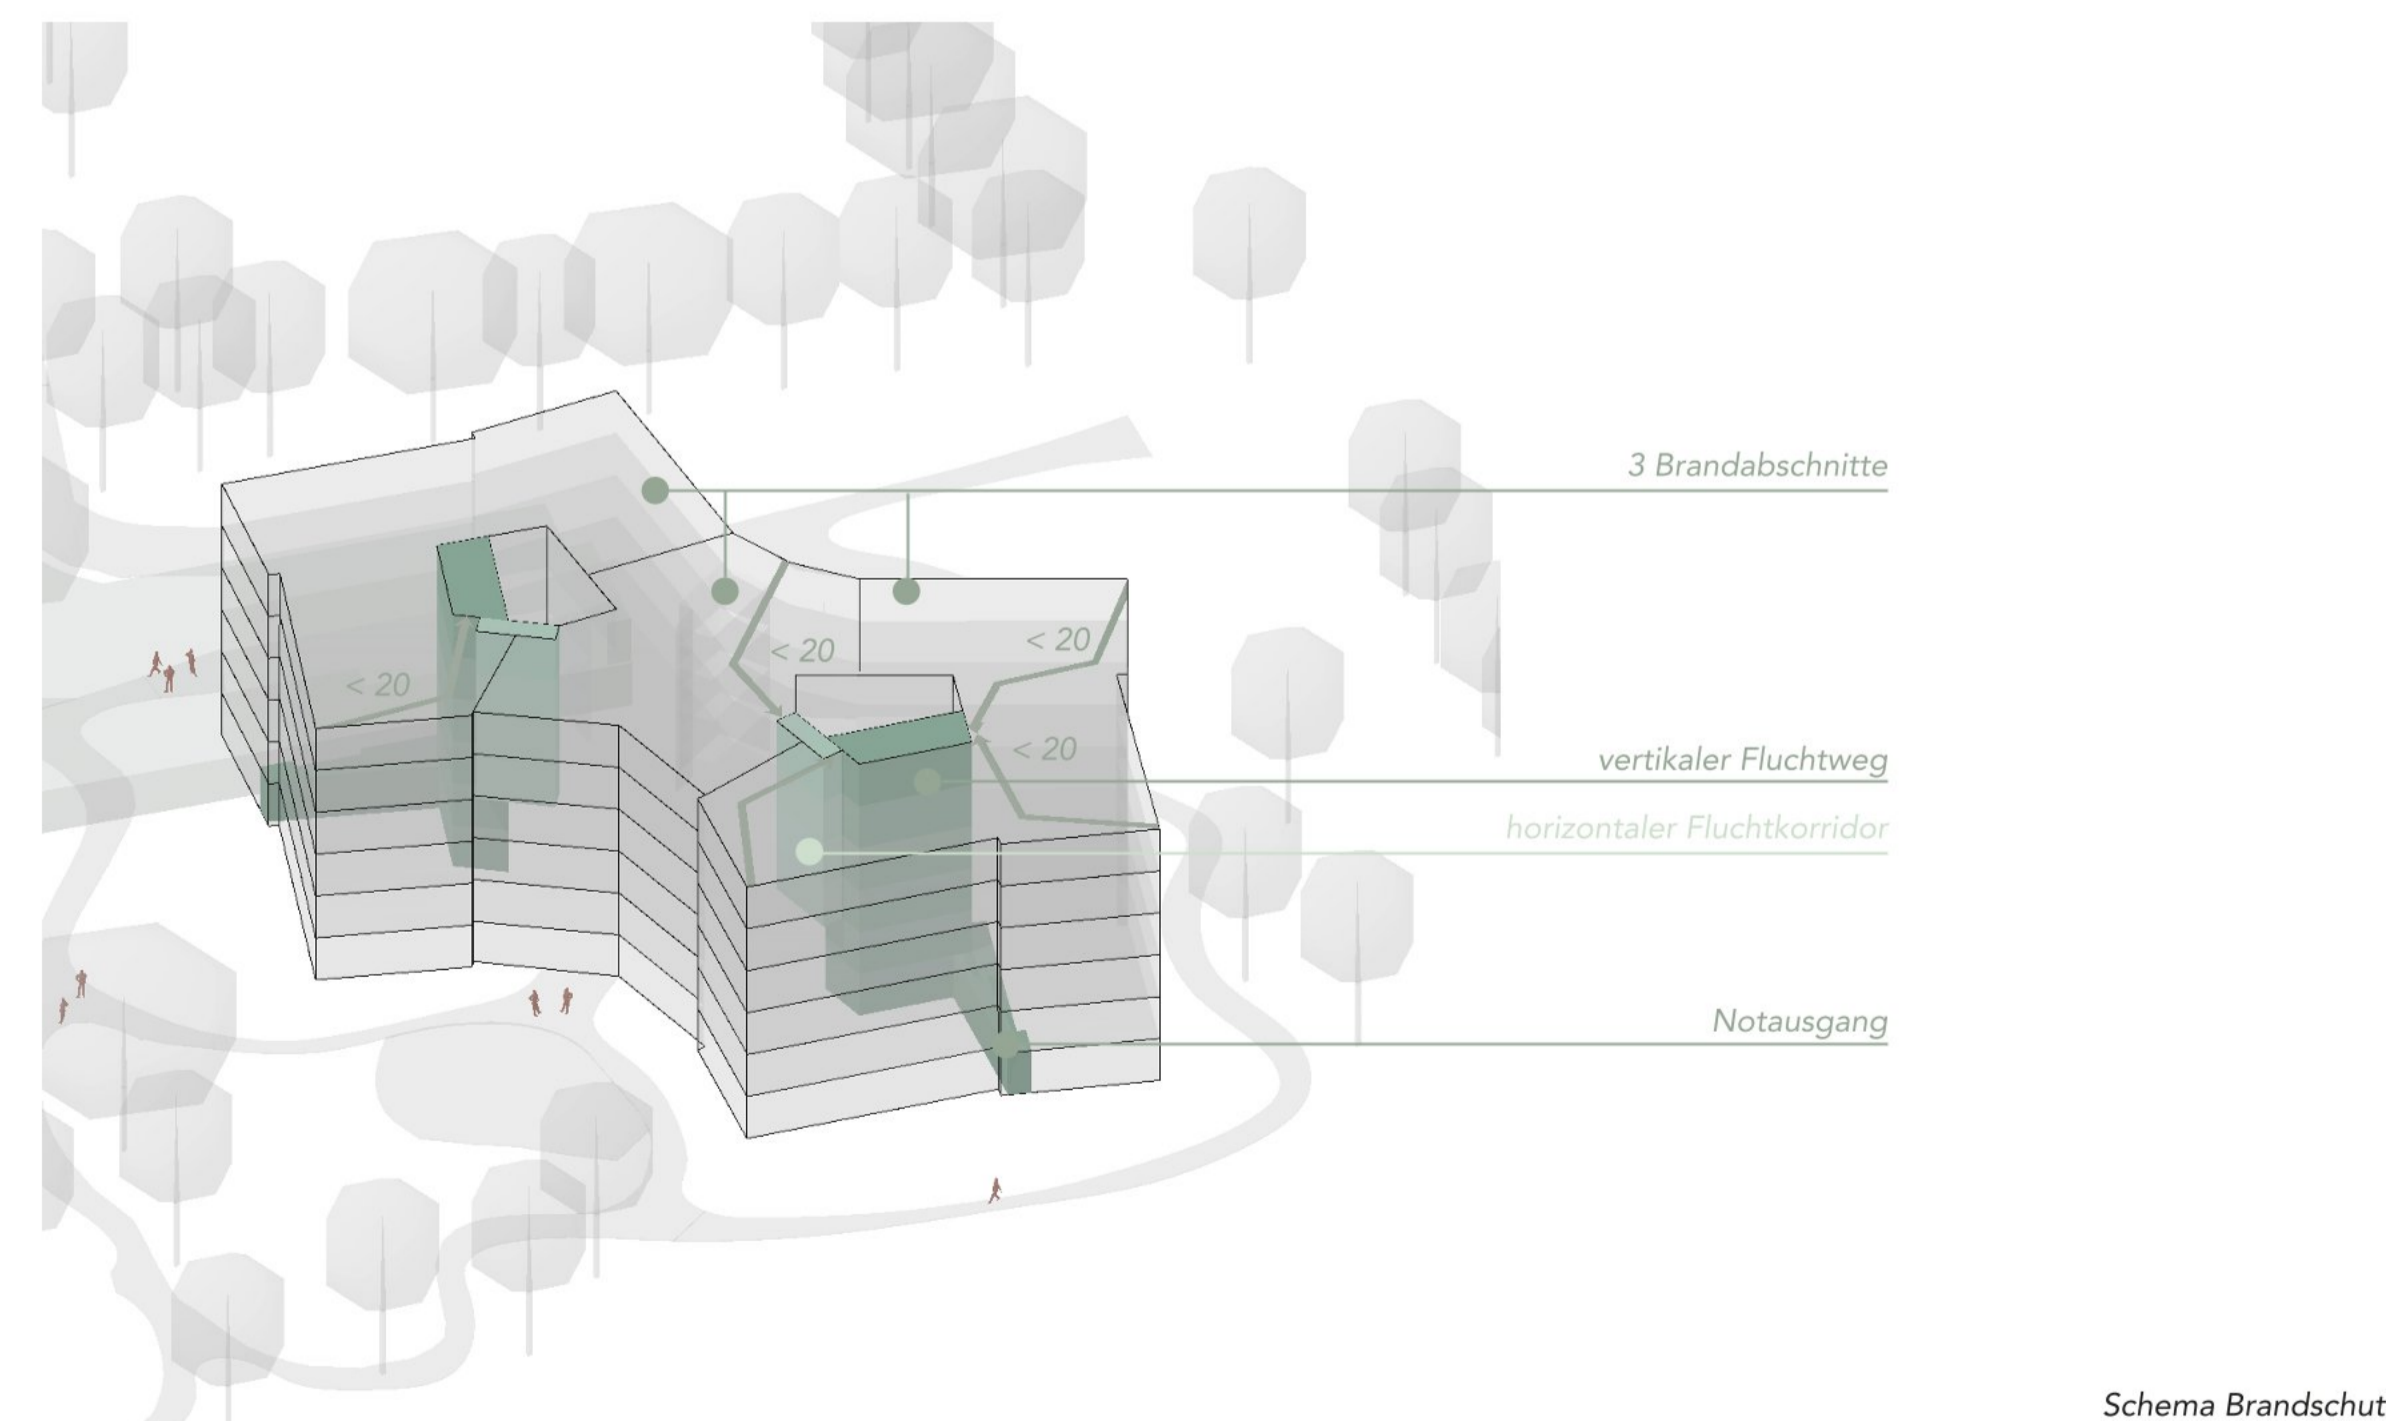 3 Brandabschnitte
< 20
< 20
< 20
< 20
vertikaler Fluchtweg
horizontaler Fluchtkorridor
Notausgang
Schema Brandschut